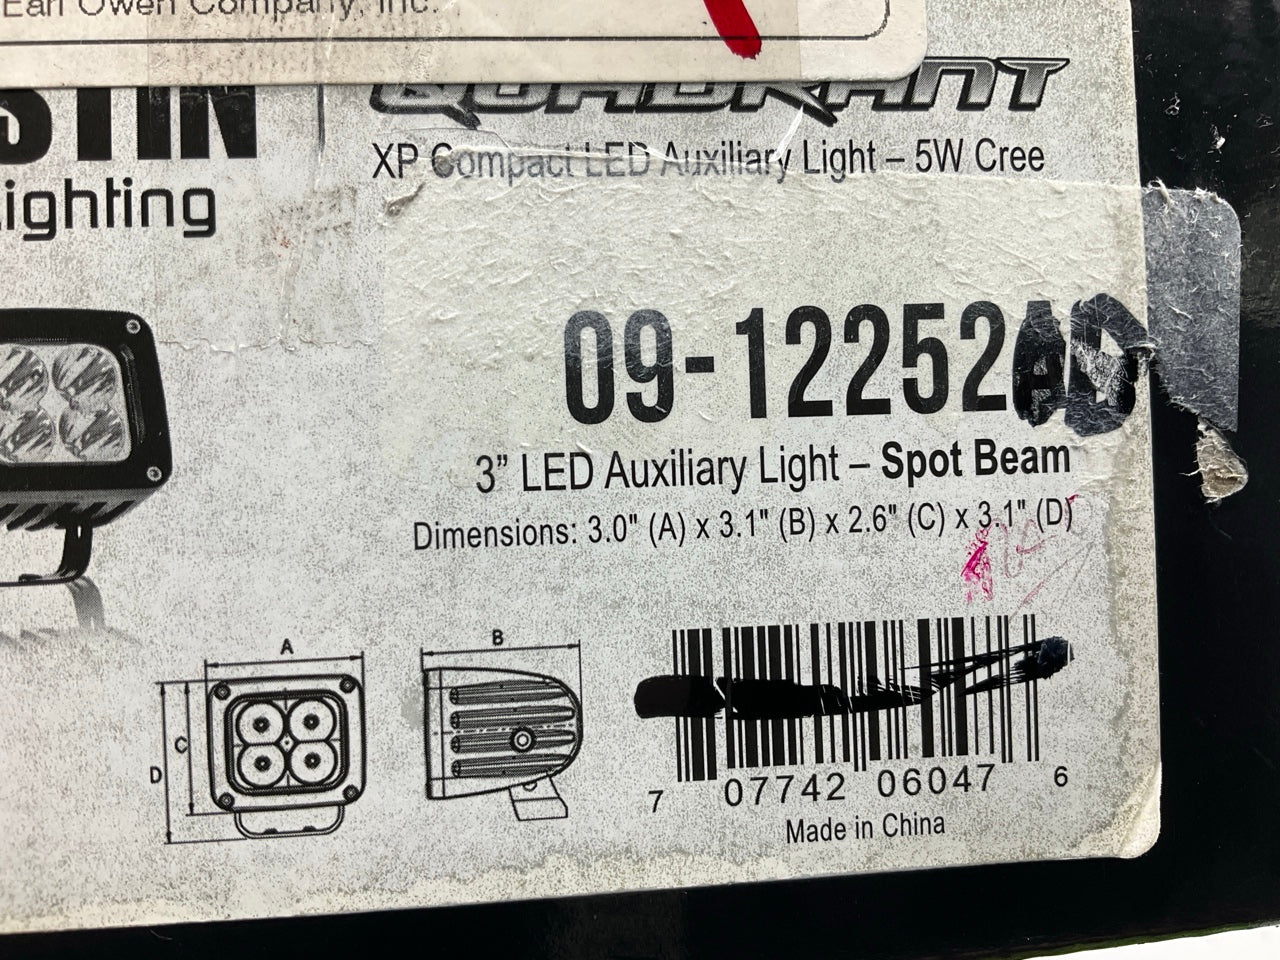 Earl Owen Company, Inc.
STIN
Lighting
QUADRANT
XP Compact LED Auxiliary Light – 5W Cree
09-12252
3” LED Auxiliary Light – Spot Beam
Dimensions: 3.0" (A) x 3.1" (B) x 2.6" (C) x 3.1" (D)
A
B
C
D
7 07742 06047 6
Made in China